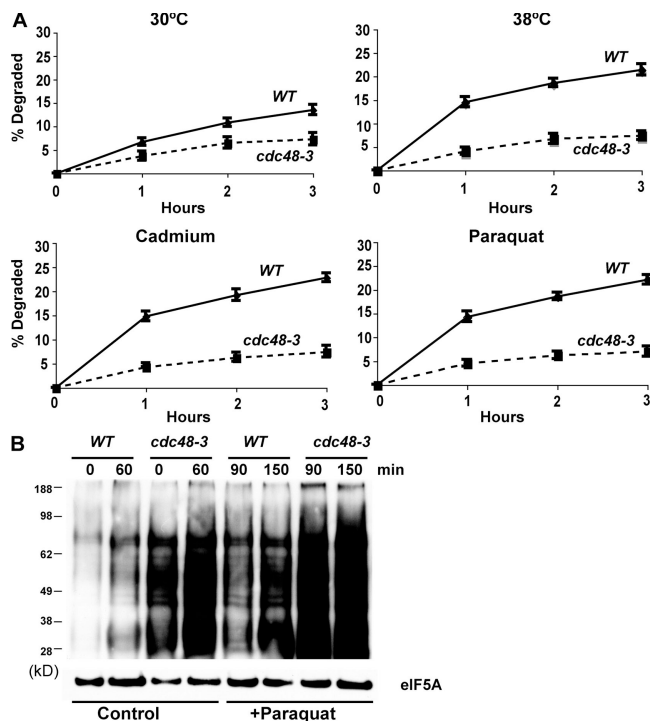 A
30ºC
38ºC
% Degraded
30
25
20
15
10
5
0
WT
cdc48-3
0 1 2 3
Hours
30
25
20
15
10
5
0
WT
cdc48-3
0 1 2 3
Hours
Cadmium
Paraquat
% Degraded
30
25
20
15
10
5
0
WT
cdc48-3
0 1 2 3
Hours
30
25
20
15
10
5
0
WT
cdc48-3
0 1 2 3
Hours
B
WT cdc48-3 WT cdc48-3
0 60 0 60 90 150 90 150 min
188
98
62
49
38
28
(kD)
eIF5A
Control +Paraquat